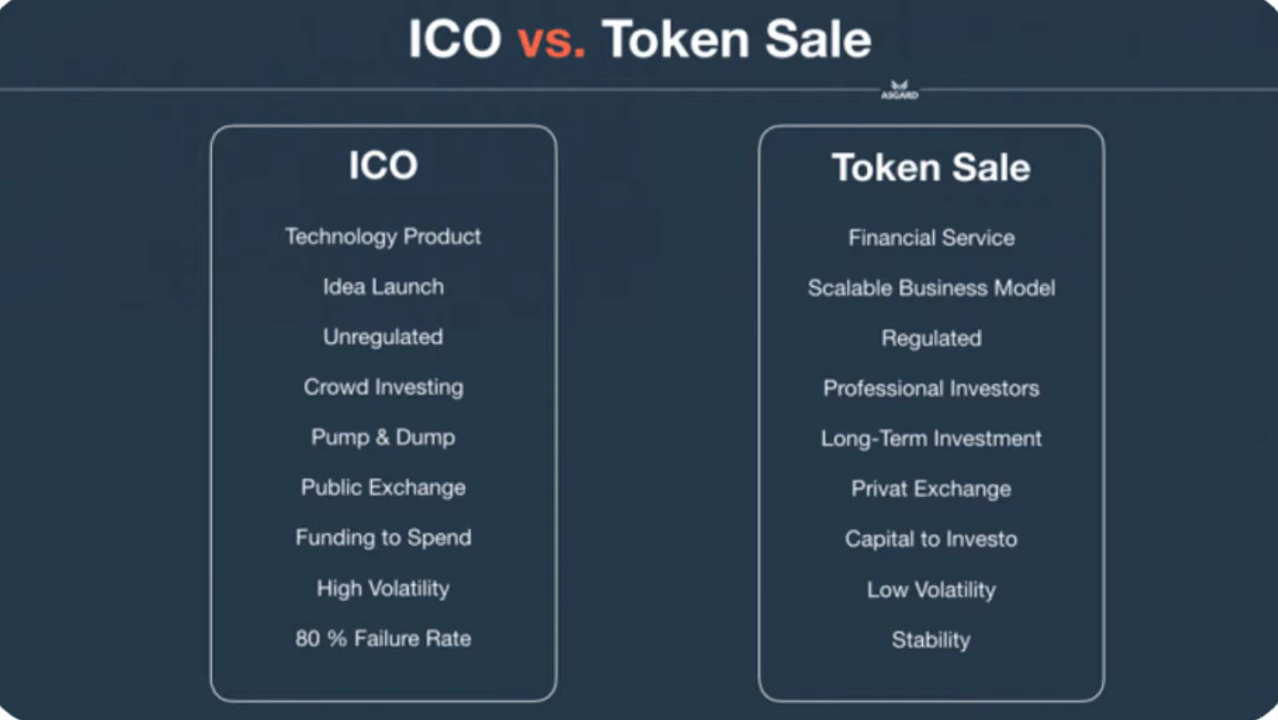 ICO vs. Token Sale
ASGARD
ICO
Technology Product
Idea Launch
Unregulated
Crowd Investing
Pump & Dump
Public Exchange
Funding to Spend
High Volatility
80 % Failure Rate
Token Sale
Financial Service
Scalable Business Model
Regulated
Professional Investors
Long-Term Investment
Privat Exchange
Capital to Investo
Low Volatility
Stability